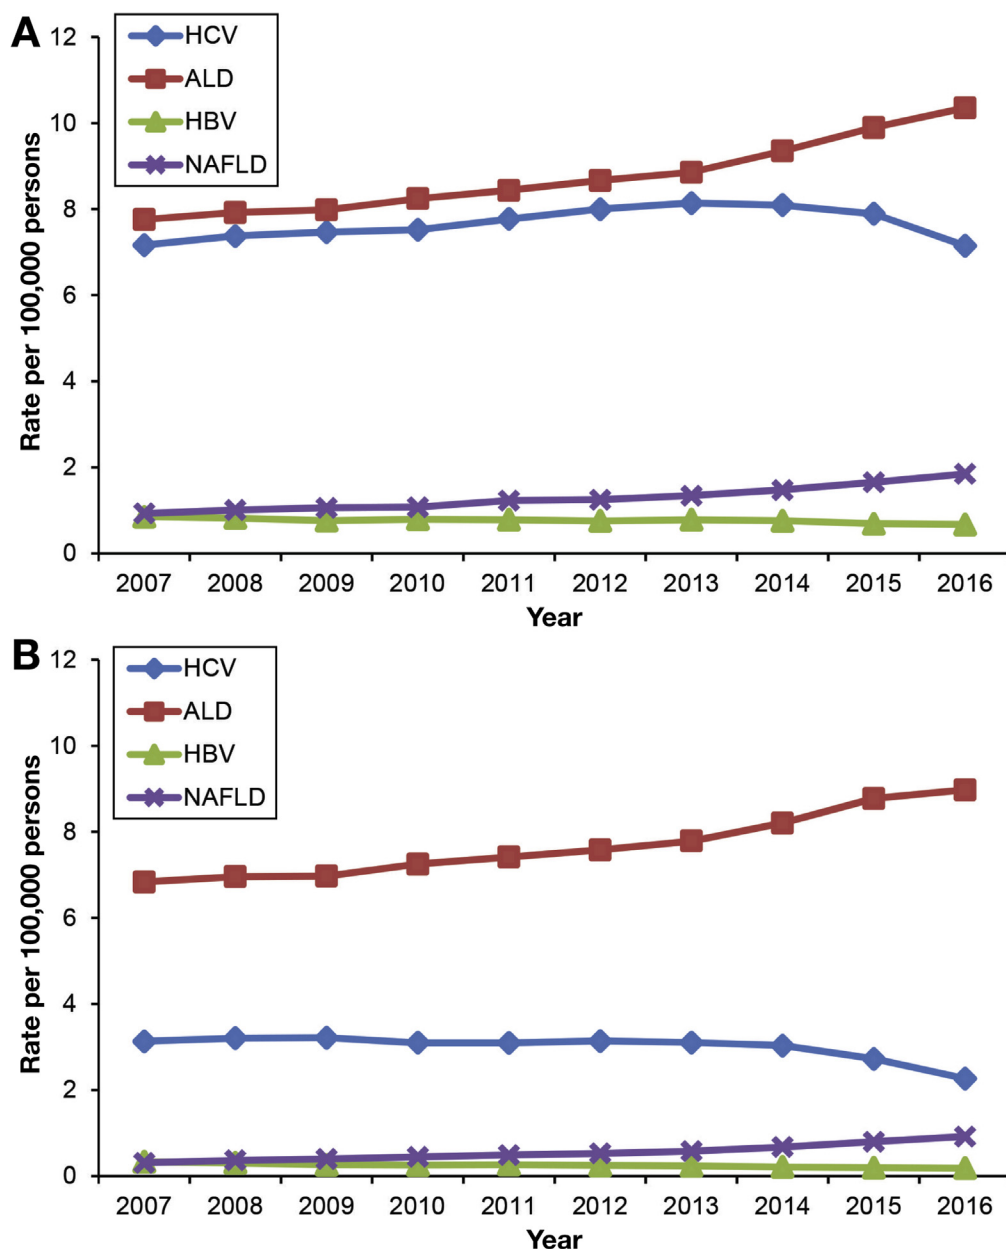 A
HCV
ALD
HBV
NAFLD
12
10
8
6
4
2
0
Rate per 100,000 persons
2007 2008 2009 2010 2011 2012 2013 2014 2015 2016
Year
B
HCV
ALD
HBV
NAFLD
12
10
8
6
4
2
0
Rate per 100,000 persons
2007 2008 2009 2010 2011 2012 2013 2014 2015 2016
Year